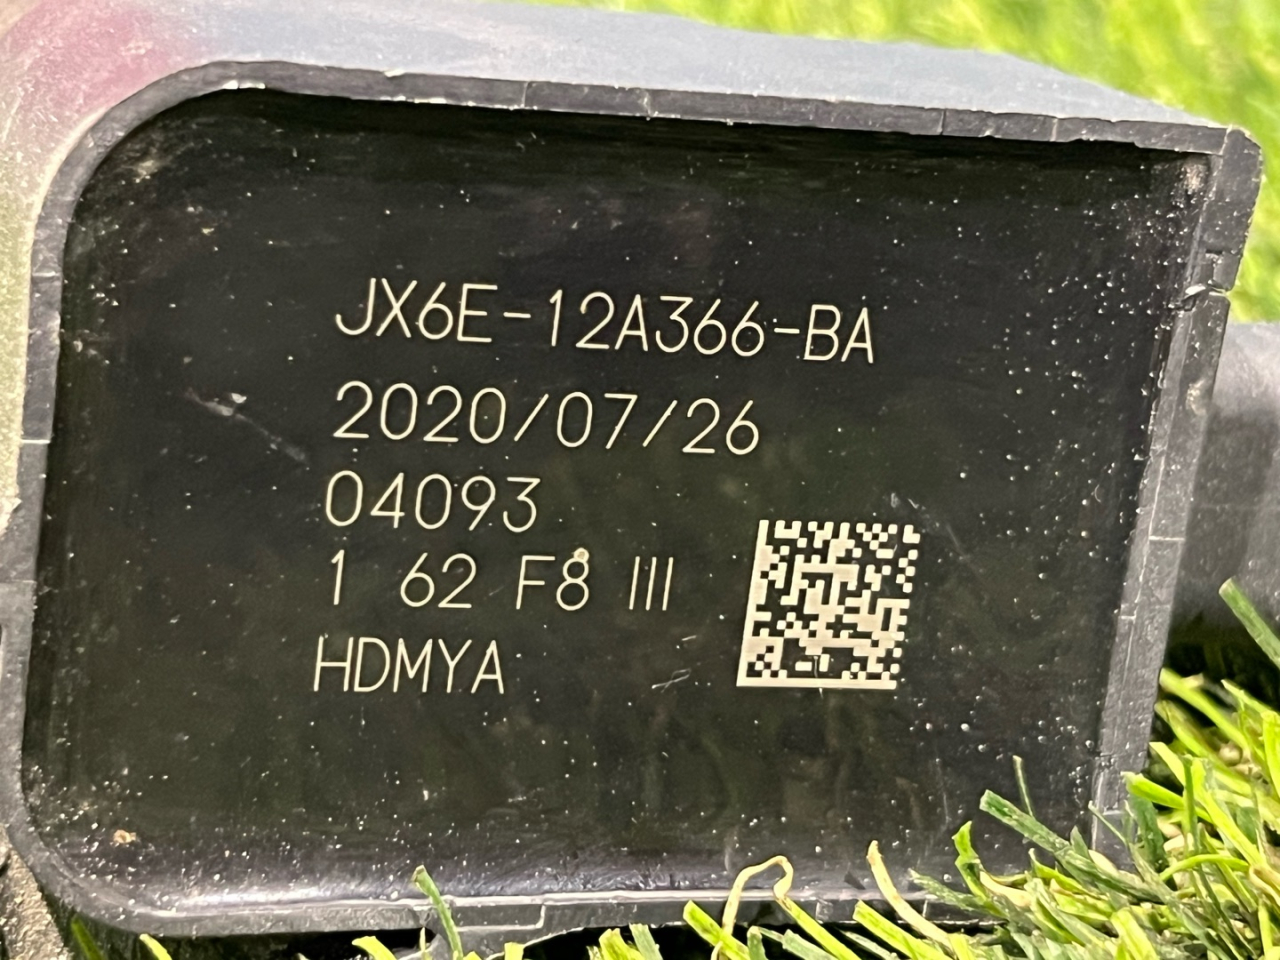 JX6E-12A366-BA
2020/07/26
04093
1 62 F8 III
HDMYA